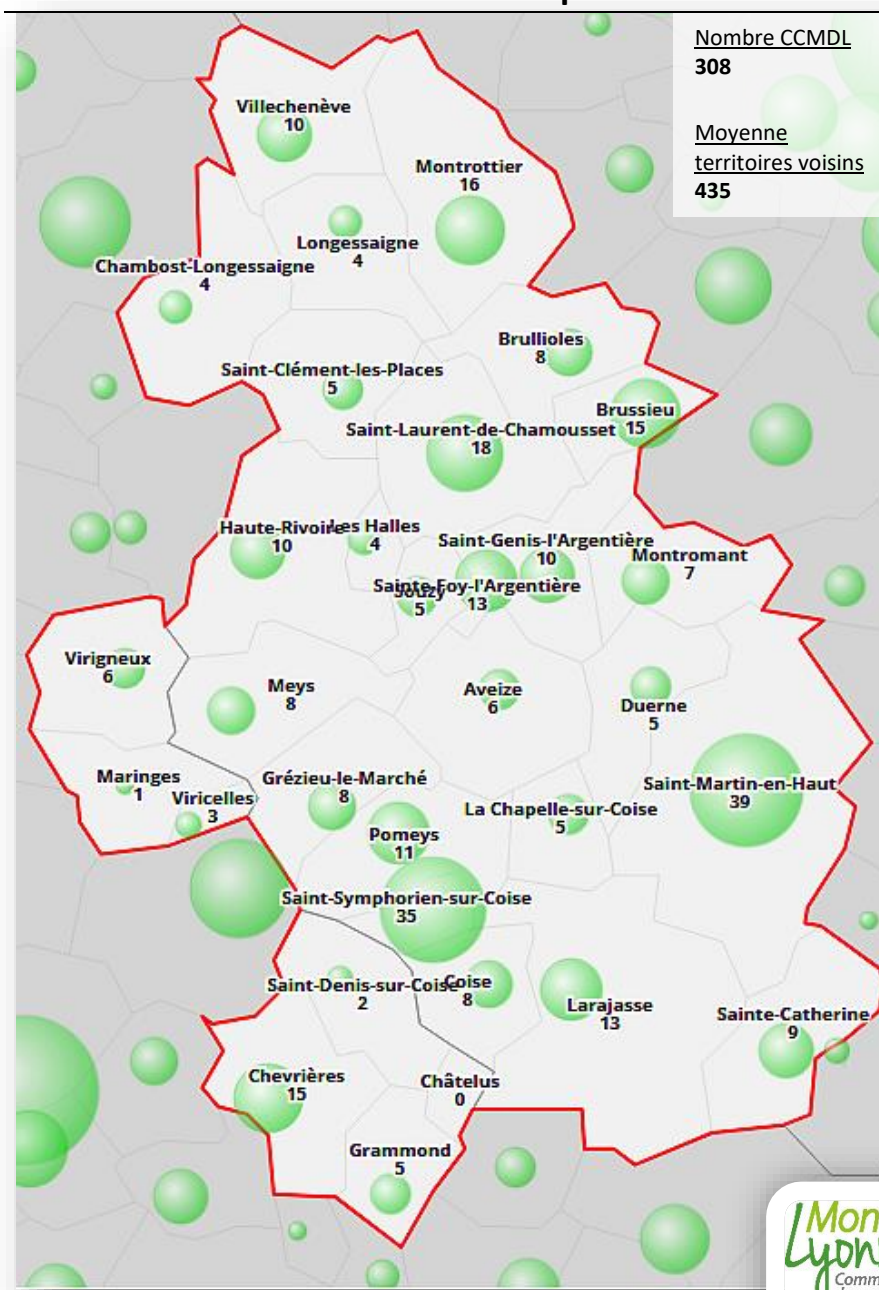 Nombre CCMDL
308
Moyenne
territoires voisins
435
Villechenève
10
Montrottier
16
Longessaigne
4
Chambost-Longessaigne
4
Brullioles
8
Saint-Clément-les-Places
5
Brussieu
15
Saint-Laurent-de-Chamousset
18
Haute-Rivoire
10
Les Halles
4
Saint-Genis-l'Argentière
10
Montromant
7
Sainte-Foy-l'Argentière
13
Souzy
5
Virigneux
6
Meys
8
Aveize
6
Duerne
5
Maringes
1
Viricelles
3
Grézieu-le-Marché
8
La Chapelle-sur-Coise
5
Saint-Martin-en-Haut
39
Pomeys
11
Saint-Symphorien-sur-Coise
35
Saint-Denis-sur-Coise
2
Coise
8
Larajasse
13
Sainte-Catherine
9
Chevrières
15
Châtelus
0
Grammond
5
Mon
Lyon
Comm